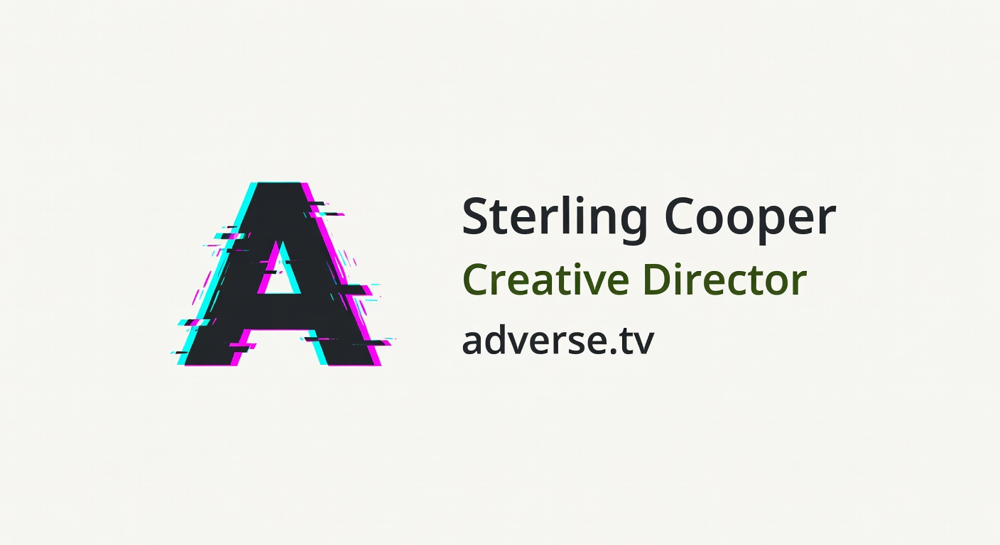 A
Sterling Cooper
Creative Director
adverse.tv